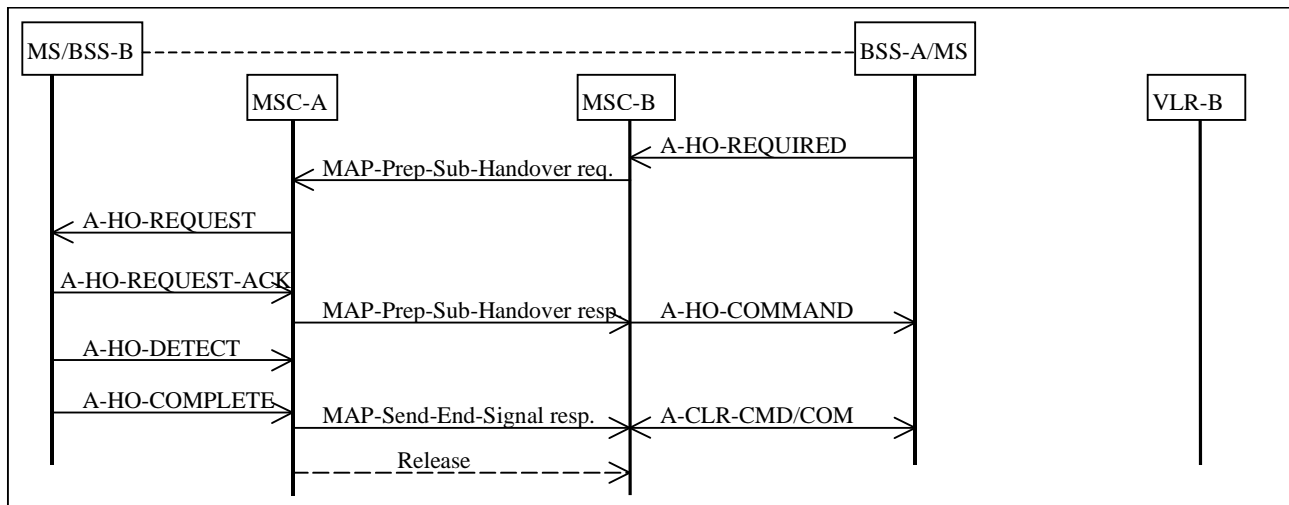 MS/BSS-B
BSS-A/MS
MSC-A
MSC-B
VLR-B
A-HO-REQUIRED
MAP-Prep-Sub-Handover req.
A-HO-REQUEST
A-HO-REQUEST-ACK
MAP-Prep-Sub-Handover resp.
A-HO-COMMAND
A-HO-DETECT
A-HO-COMPLETE
MAP-Send-End-Signal resp.
A-CLR-CMD/COM
Release